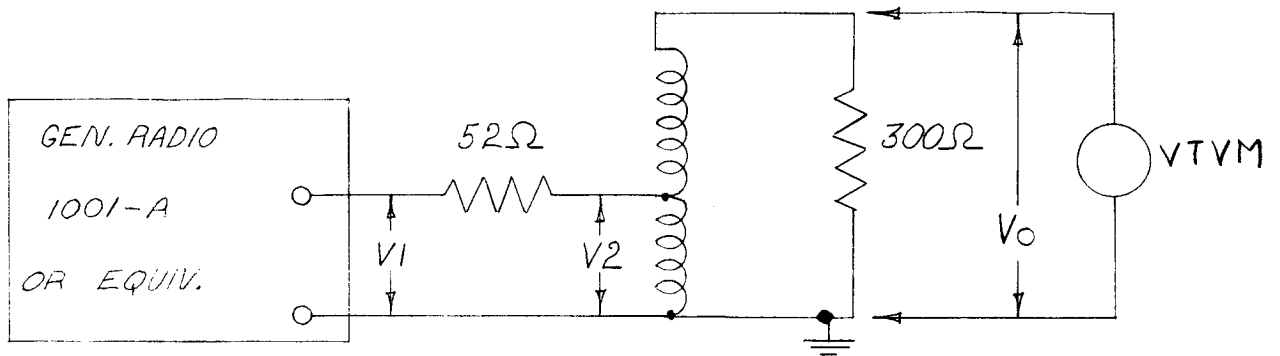 GEN. RADIO
1001-A
OR EQUIV.
52Ω
V1
V2
300Ω
Vo
VTVM